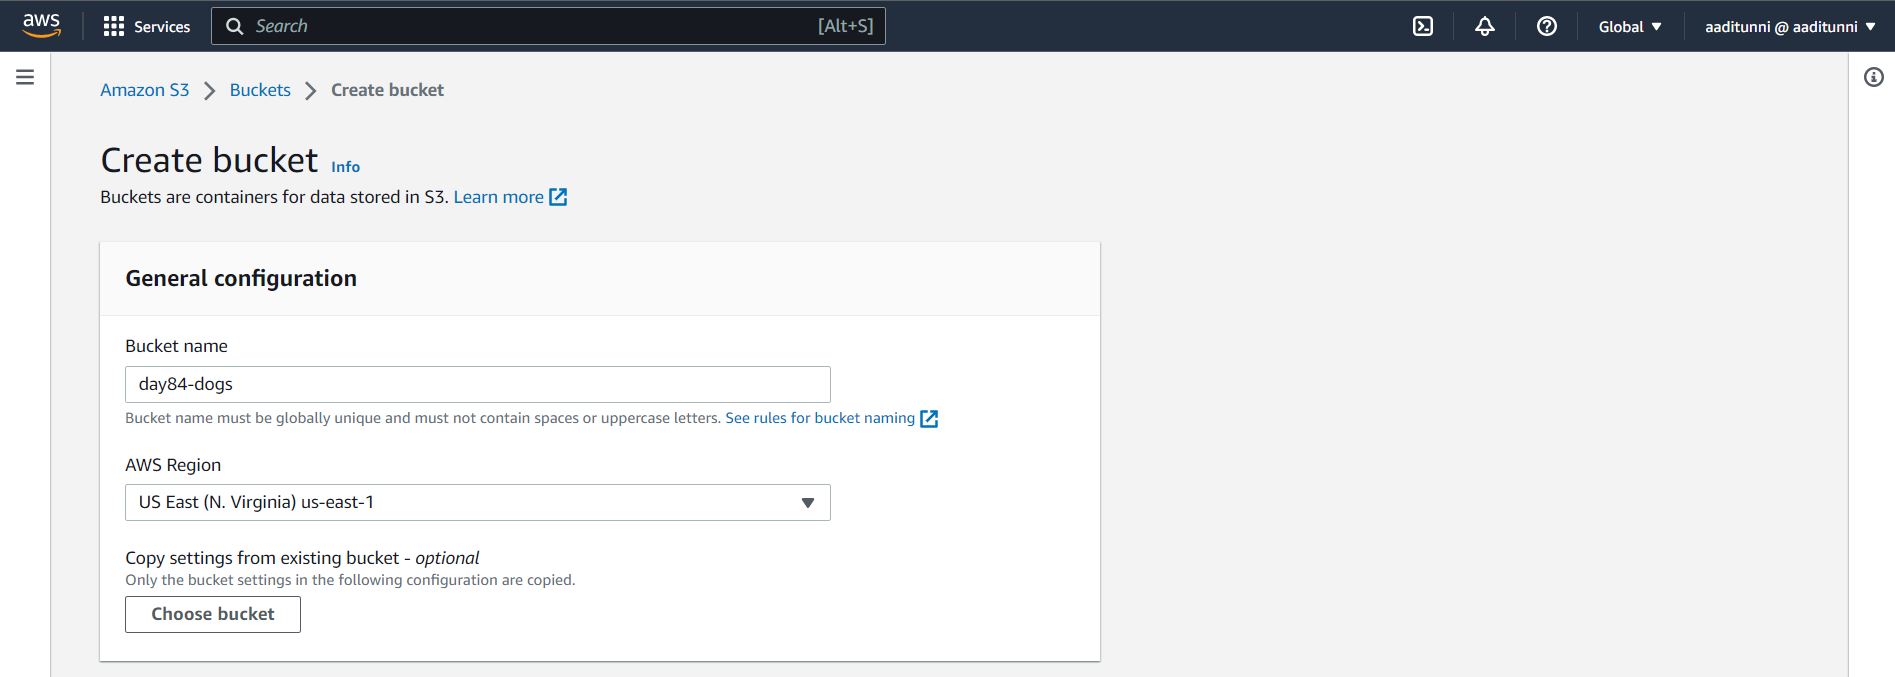 aws
Services
Search [Alt+S]
Global
aaditunni @ aaditunni
Amazon S3 Buckets Create bucket
Create bucket Info
Buckets are containers for data stored in S3. Learn more
General configuration
Bucket name
day84-dogs
Bucket name must be globally unique and must not contain spaces or uppercase letters. See rules for bucket naming
AWS Region
US East (N. Virginia) us-east-1
Copy settings from existing bucket - optional
Only the bucket settings in the following configuration are copied.
Choose bucket